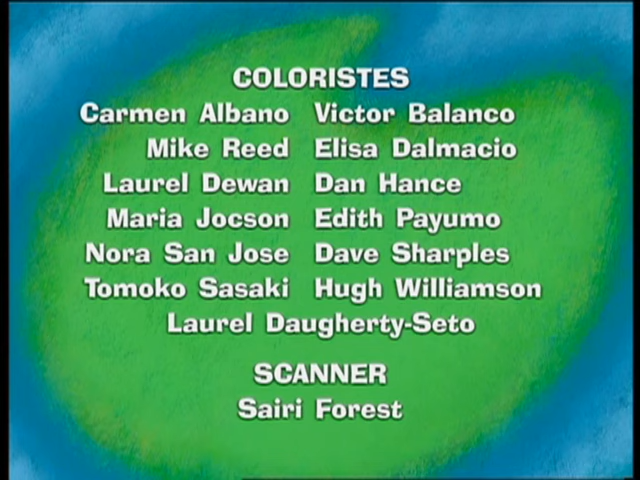 COLORISTES
Carmen Albano Victor Balanco
Mike Reed Elisa Dalmacio
Laurel Dewan Dan Hance
Maria Jocson Edith Payumo
Nora San Jose Dave Sharples
Tomoko Sasaki Hugh Williamson
Laurel Daugherty-Seto
SCANNER
Sairi Forest